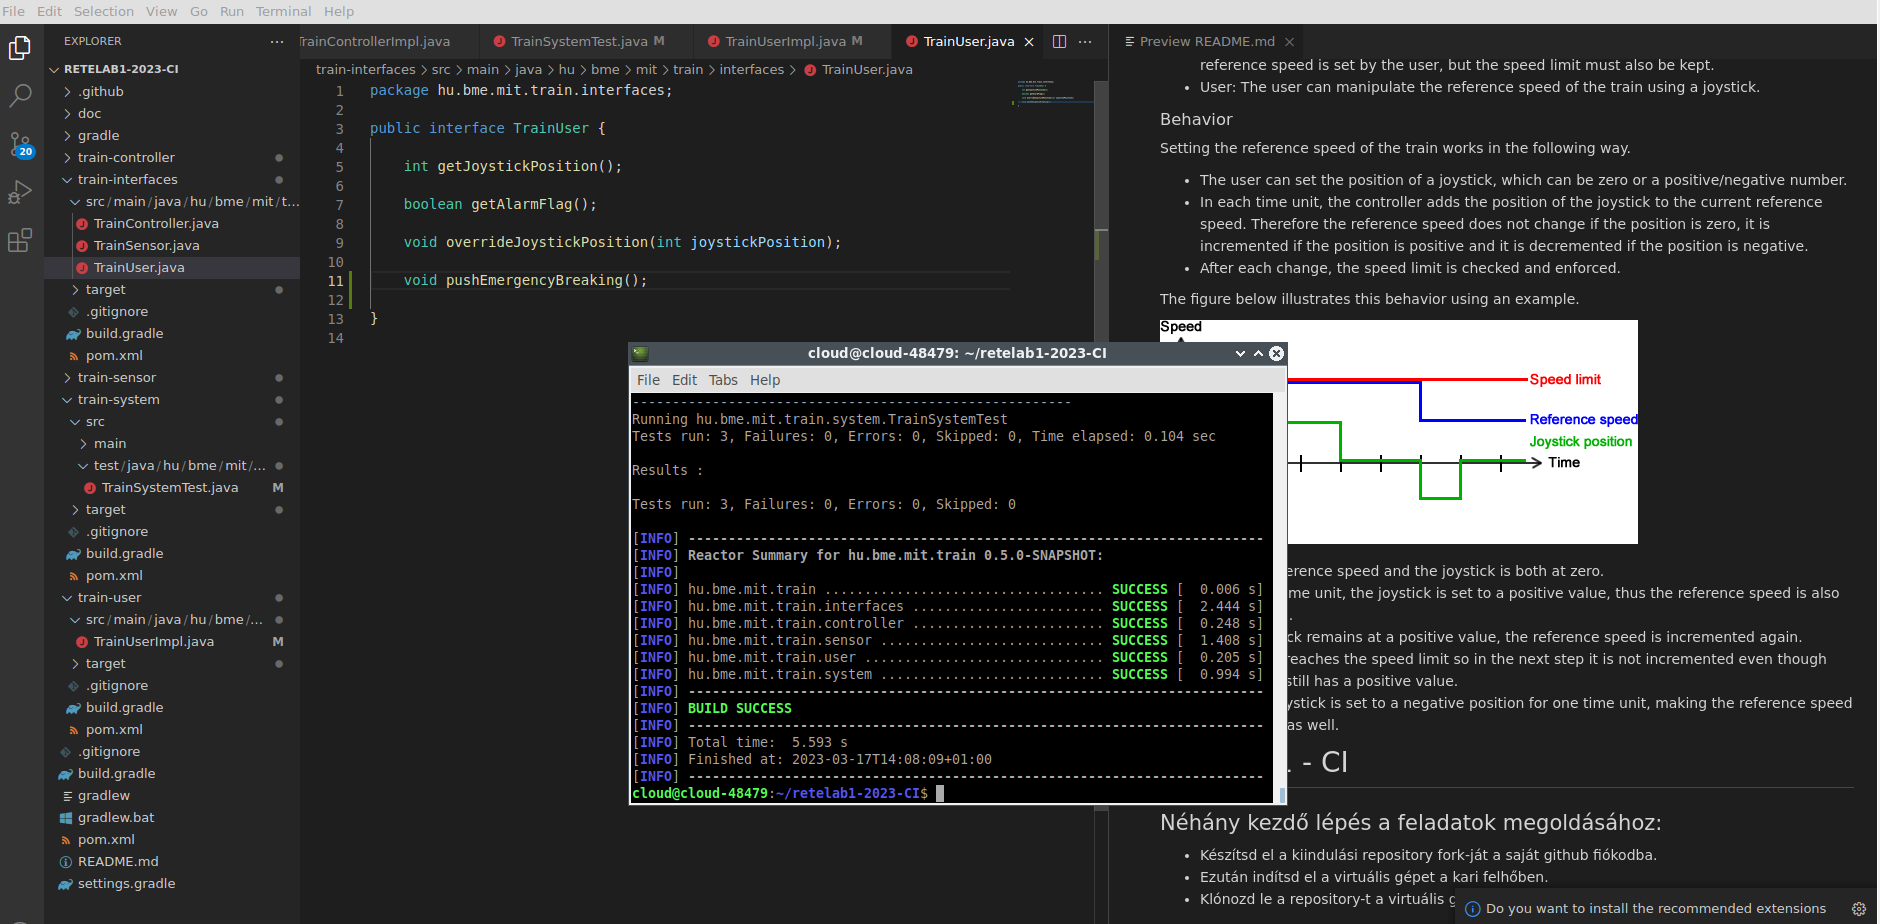 File Edit Selection View Go Run Terminal Help
EXPLORER
RETELAB1-2023-CI
.github
doc
gradle
train-controller
train-interfaces
src/main/java/hu/bme/mit/t...
TrainController.java
TrainSensor.java
TrainUser.java
target
.gitignore
build.gradle
pom.xml
train-sensor
train-system
src
main
test/java/hu/bme/mit/...
TrainSystemTest.java M
target
.gitignore
build.gradle
pom.xml
train-user
src/main/java/hu/bme/...
TrainUserImpl.java M
target
.gitignore
build.gradle
pom.xml
.gitignore
build.gradle
gradlew
gradlew.bat
pom.xml
README.md
settings.gradle
20
TrainControllerImpl.java TrainSystemTest.java M TrainUserImpl.java M TrainUser.java
train-interfaces > src > main > java > hu > bme > mit > train > interfaces > TrainUser.java
1 package hu.bme.mit.train.interfaces;
2
3 public interface TrainUser {
4
5 int getJoystickPosition();
6
7 boolean getAlarmFlag();
8
9 void overrideJoystickPosition(int joystickPosition);
10
11 void pushEmergencyBreaking();
12
13 }
14
Preview README.md
reference speed is set by the user, but the speed limit must also be kept.
• User: The user can manipulate the reference speed of the train using a joystick.
Behavior
Setting the reference speed of the train works in the following way.
• The user can set the position of a joystick, which can be zero or a positive/negative number.
• In each time unit, the controller adds the position of the joystick to the current reference
speed. Therefore the reference speed does not change if the position is zero, it is
incremented if the position is positive and it is decremented if the position is negative.
• After each change, the speed limit is checked and enforced.
The figure below illustrates this behavior using an example.
Speed
Speed limit
Reference speed
Joystick position
Time
erence speed and the joystick is both at zero.
me unit, the joystick is set to a positive value, thus the reference speed is also
.
ck remains at a positive value, the reference speed is incremented again.
reaches the speed limit so in the next step it is not incremented even though
still has a positive value.
ystick is set to a negative position for one time unit, making the reference speed
as well.
. - CI
Néhány kezdő lépés a feladatok megoldásához:
• Készítsd el a kiindulási repository fork-ját a saját github fiókodba.
• Ezután indítsd el a virtuális gépet a kari felhőben.
• Klónozd le a repository-t a virtuális g
Do you want to install the recommended extensions
cloud@cloud-48479: ~/retelab1-2023-CI
File Edit Tabs Help
-------------------------------------------------------
Running hu.bme.mit.train.system.TrainSystemTest
Tests run: 3, Failures: 0, Errors: 0, Skipped: 0, Time elapsed: 0.104 sec
Results :
Tests run: 3, Failures: 0, Errors: 0, Skipped: 0
[INFO] ------------------------------------------------------------------------
[INFO] Reactor Summary for hu.bme.mit.train 0.5.0-SNAPSHOT:
[INFO]
[INFO] hu.bme.mit.train ................................... SUCCESS [ 0.006 s]
[INFO] hu.bme.mit.train.interfaces ........................ SUCCESS [ 2.444 s]
[INFO] hu.bme.mit.train.controller ........................ SUCCESS [ 0.248 s]
[INFO] hu.bme.mit.train.sensor ............................ SUCCESS [ 1.408 s]
[INFO] hu.bme.mit.train.user .............................. SUCCESS [ 0.205 s]
[INFO] hu.bme.mit.train.system ............................ SUCCESS [ 0.994 s]
[INFO] ------------------------------------------------------------------------
[INFO] BUILD SUCCESS
[INFO] ------------------------------------------------------------------------
[INFO] Total time: 5.593 s
[INFO] Finished at: 2023-03-17T14:08:09+01:00
[INFO] ------------------------------------------------------------------------
cloud@cloud-48479:~/retelab1-2023-CI$